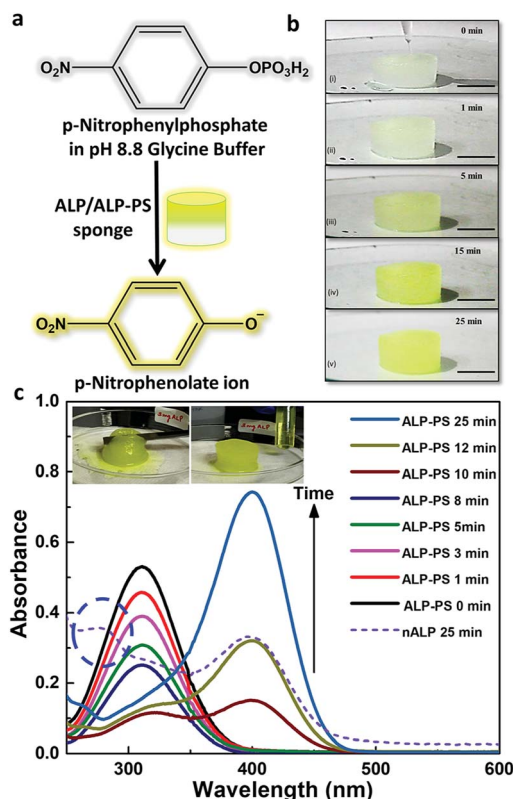 a
O₂N
OPO₃H₂
p-Nitrophenylphosphate
in pH 8.8 Glycine Buffer
ALP/ALP-PS
sponge
O₂N
O⁻
p-Nitrophenolate ion
b
0 min
(i)
1 min
(ii)
5 min
(iii)
15 min
(iv)
25 min
(v)
c
1.0
0.8
0.6
0.4
0.2
0.0
Absorbance
3mg ALP
3mg ALP
Time
ALP-PS 25 min
ALP-PS 12 min
ALP-PS 10 min
ALP-PS 8 min
ALP-PS 5min
ALP-PS 3 min
ALP-PS 1 min
ALP-PS 0 min
nALP 25 min
300
400
500
600
Wavelength (nm)